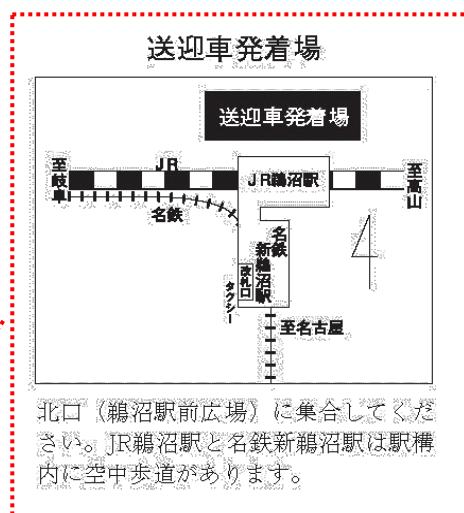 送迎車発着場
送迎車発着場
至岐阜
JR
JR鵜沼駅
至高山
名鉄
名鉄
新鵜沼駅
改札口
タクシー
至名古屋
北口（鵜沼駅前広場）に集合してくだ
さい。JR鵜沼駅と名鉄新鵜沼駅は駅構
内に空中歩道があります。